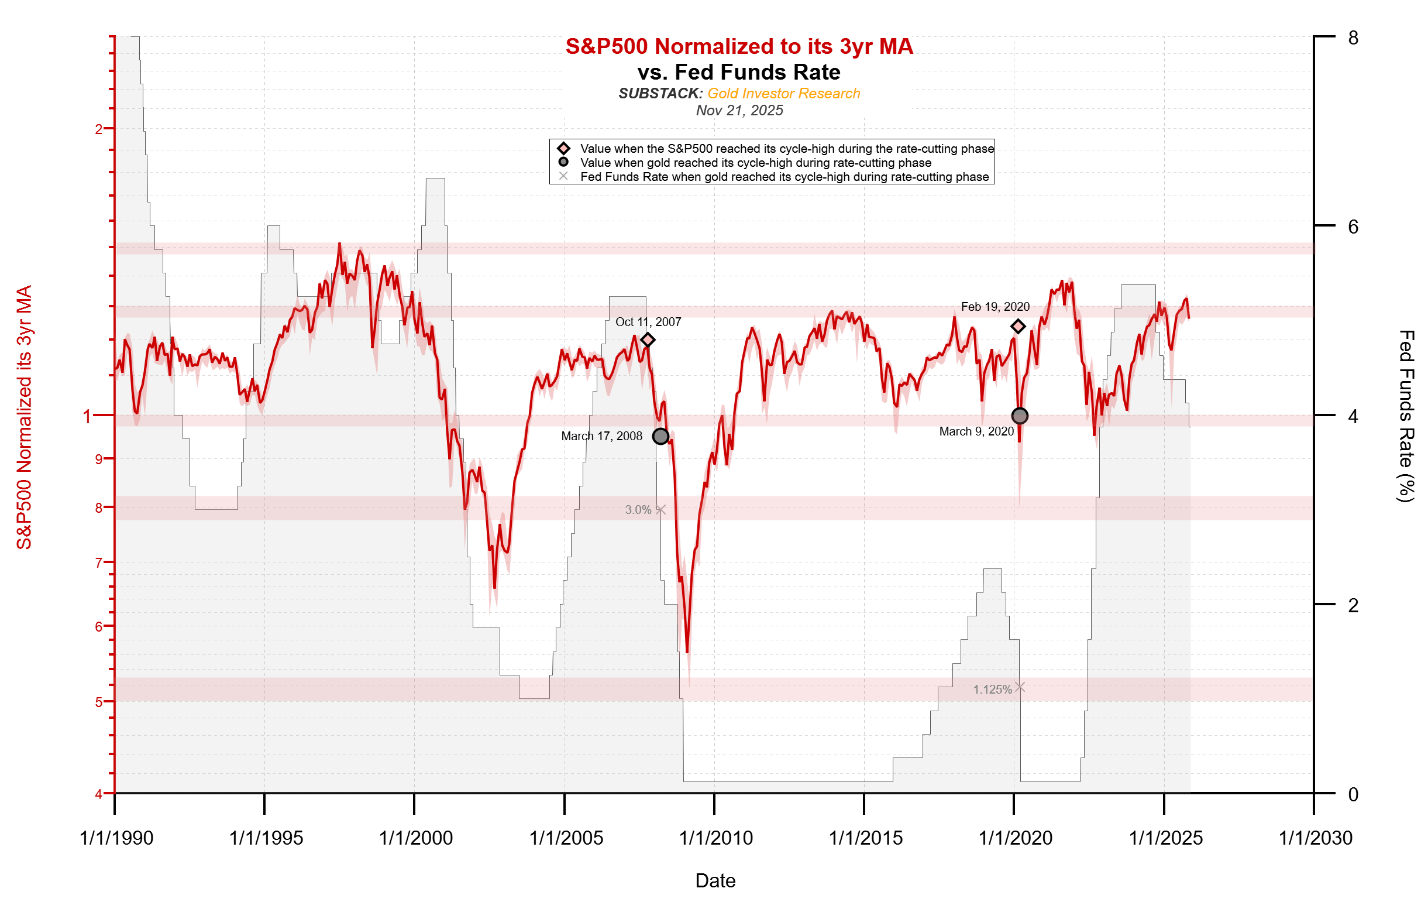 S&P500 Normalized to its 3yr MA
vs. Fed Funds Rate
SUBSTACK: Gold Investor Research
Nov 21, 2025
Value when the S&P500 reached its cycle-high during the rate-cutting phase
Value when gold reached its cycle-high during rate-cutting phase
Fed Funds Rate when gold reached its cycle-high during rate-cutting phase
S&P500 Normalized its 3yr MA
2
1
9
8
7
6
5
4
Oct 11, 2007
March 17, 2008
3.0%
Feb 19, 2020
March 9, 2020
1.125%
8
6
4
2
0
Fed Funds Rate (%)
1/1/1990
1/1/1995
1/1/2000
1/1/2005
1/1/2010
1/1/2015
1/1/2020
1/1/2025
1/1/2030
Date